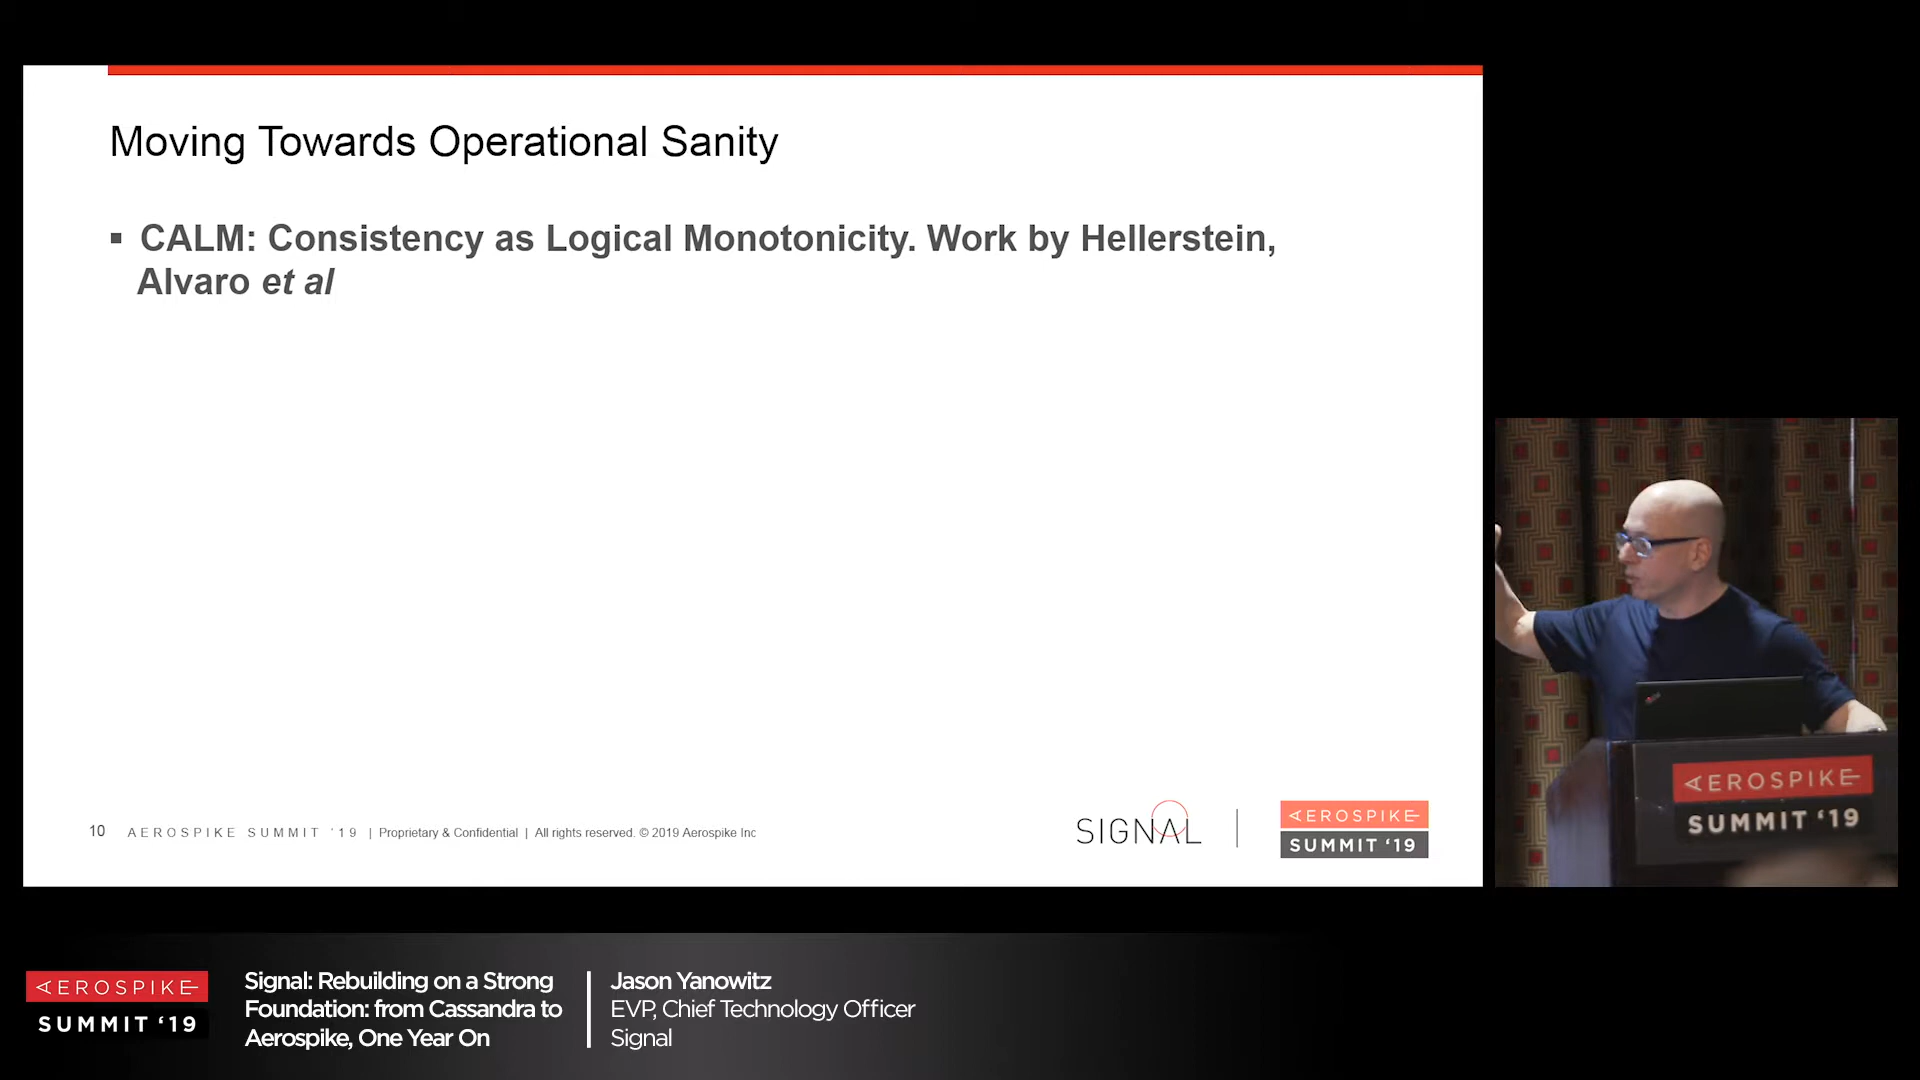 Moving Towards Operational Sanity
▪ CALM: Consistency as Logical Monotonicity. Work by Hellerstein,
Alvaro et al
10 AEROSPIKE SUMMIT '19 | Proprietary & Confidential | All rights reserved. © 2019 Aerospike Inc
SIGNAL
AEROSPIKE
SUMMIT '19
AEROSPIKE
SUMMIT '19
AEROSPIKE
SUMMIT '19
Signal: Rebuilding on a Strong
Foundation: from Cassandra to
Aerospike, One Year On
Jason Yanowitz
EVP, Chief Technology Officer
Signal